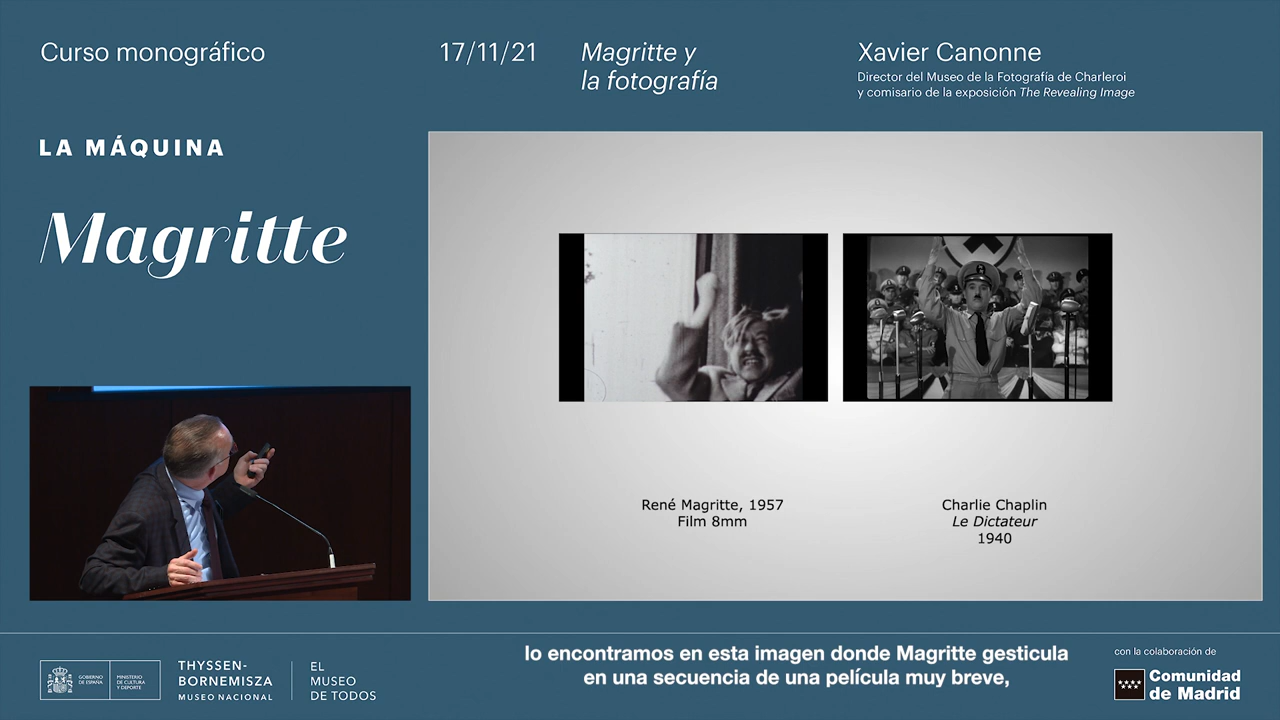 Curso monográfico
17/11/21
Magritte y
la fotografía
Xavier Canonne
Director del Museo de la Fotografía de Charleroi
y comisario de la exposición The Revealing Image
LA MÁQUINA
Magritte
René Magritte, 1957
Film 8mm
Charlie Chaplin
Le Dictateur
1940
lo encontramos en esta imagen donde Magritte gesticula
en una secuencia de una película muy breve,
GOBIERNO
DE ESPAÑA
MINISTERIO
DE CULTURA
Y DEPORTE
THYSSEN-
BORNEMISZA
MUSEO NACIONAL
EL
MUSEO
DE TODOS
con la colaboración de
Comunidad
de Madrid